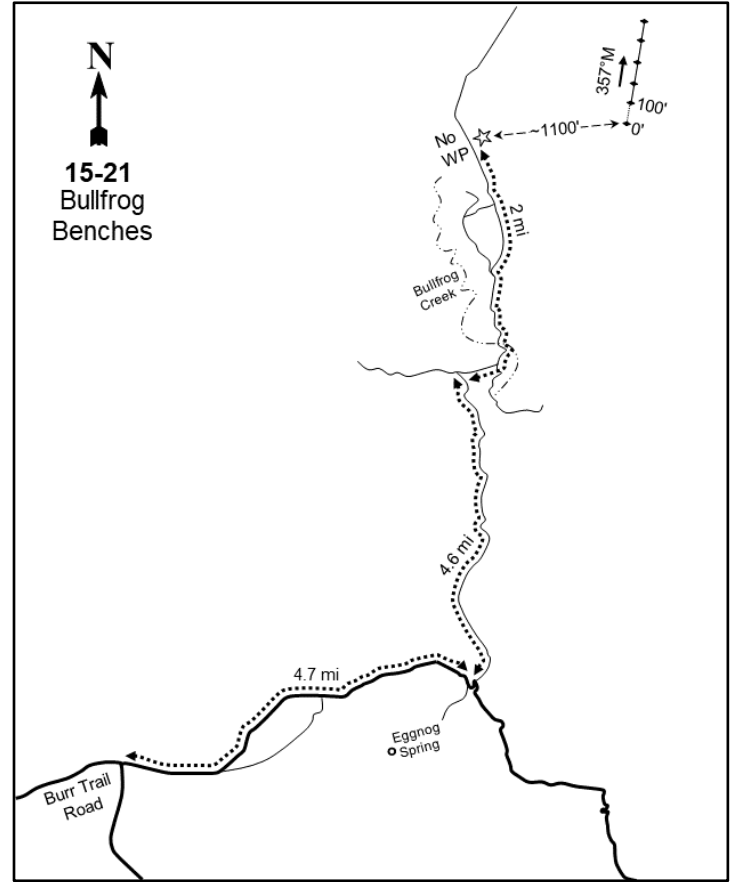 N
15-21
Bullfrog
Benches
357°M
100'
0'
~1100'
No
WP
2 mi
Bullfrog
Creek
4.6 mi
4.7 mi
Eggnog
Spring
Burr Trail
Road